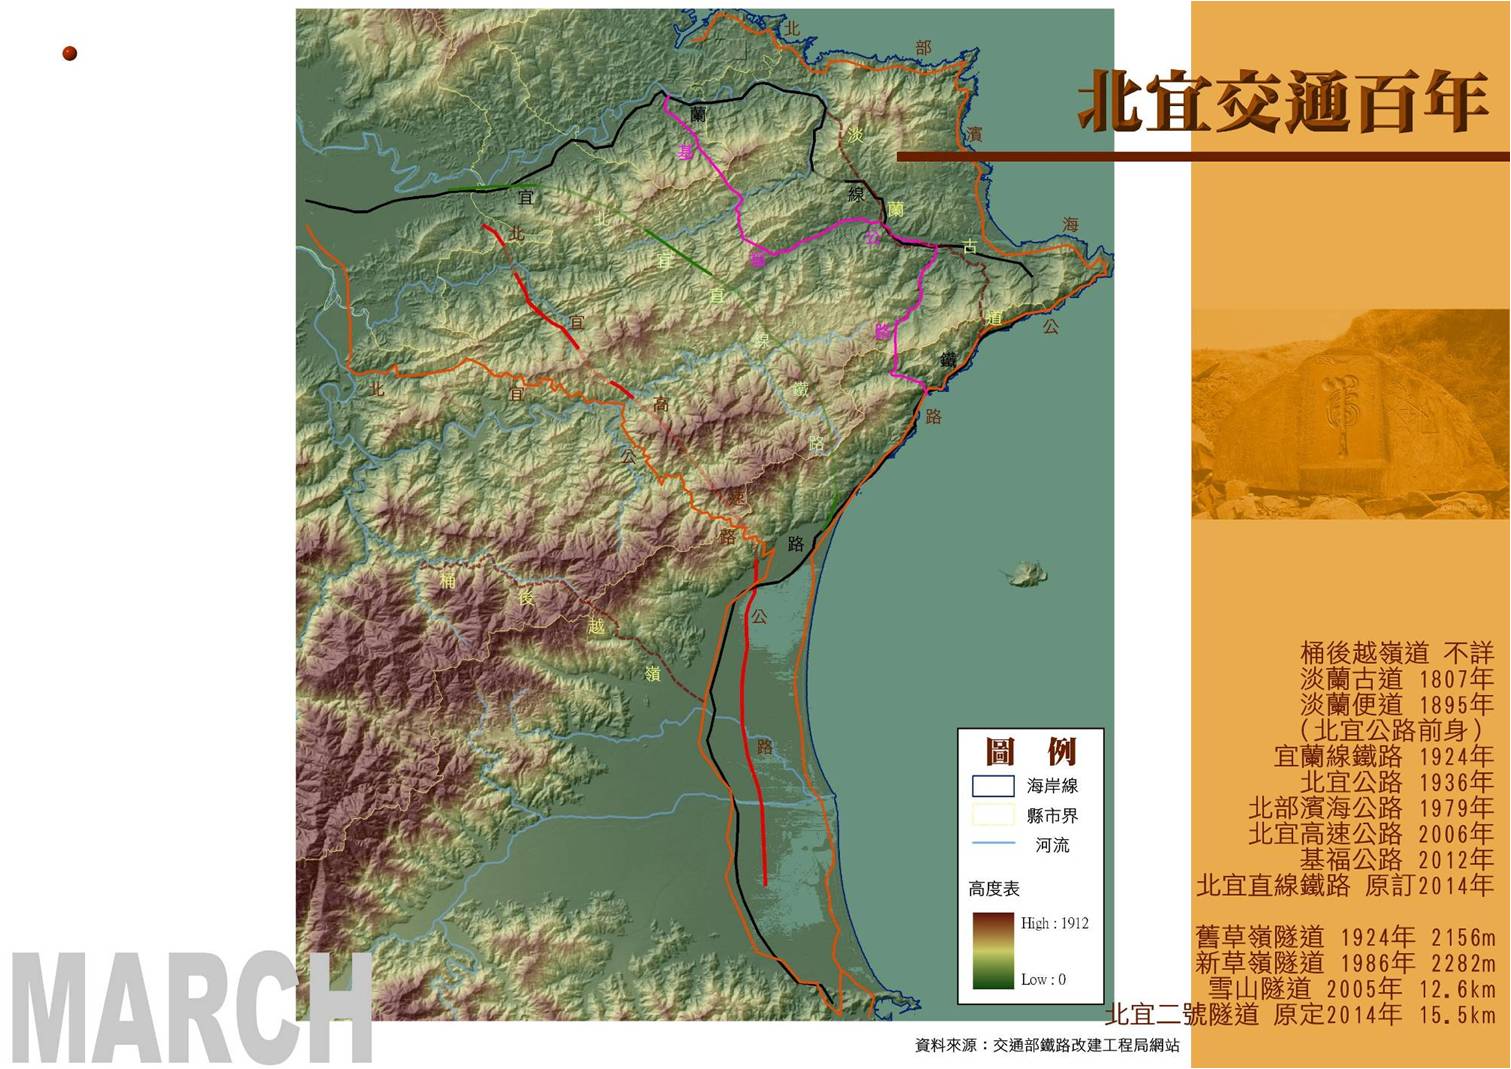 北宜交通百年
北部濱海公路
宜蘭線鐵路
淡蘭古道
基福公路
北宜直線鐵路
北宜高速公路
北宜公路
桶後越嶺
圖 例
海岸線
縣市界
河流
高度表
High : 1912
Low : 0
桶後越嶺道 不詳
淡蘭古道 1807年
淡蘭便道 1895年
(北宜公路前身)
宜蘭線鐵路 1924年
北宜公路 1936年
北部濱海公路 1979年
北宜高速公路 2006年
基福公路 2012年
北宜直線鐵路 原訂2014年
舊草嶺隧道 1924年 2156m
新草嶺隧道 1986年 2282m
雪山隧道 2005年 12.6km
北宜二號隧道 原定2014年 15.5km
資料來源：交通部鐵路改建工程局網站
MARCH